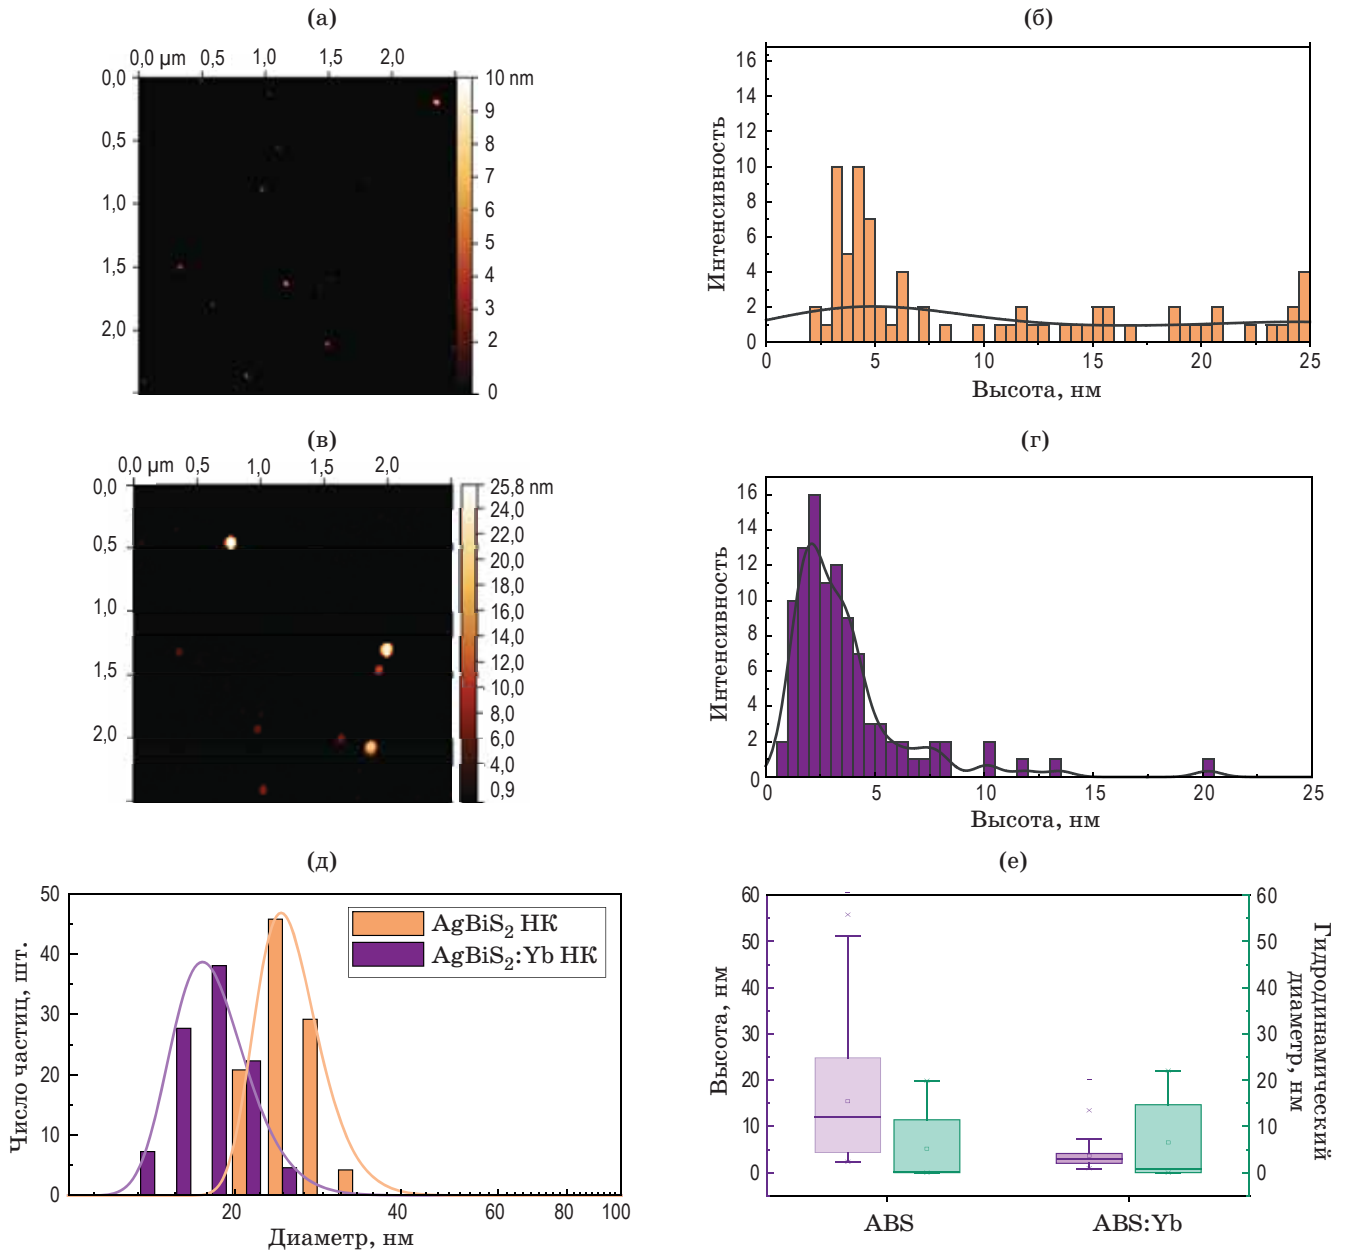 (а)
0,0 µm 0,5 1,0 1,5 2,0
0,0
0,5
1,0
1,5
2,0
10 nm
9
8
7
6
5
4
3
2
0
(б)
Интенсивность
16
14
12
10
8
6
4
2
0
0 5 10 15 20 25
Высота, нм
(в)
0,0 µm 0,5 1,0 1,5 2,0
0,0
0,5
1,0
1,5
2,0
25,8 nm
24,0
22,0
20,0
18,0
16,0
14,0
12,0
10,0
8,0
6,0
4,0
0,9
(г)
Интенсивность
16
14
12
10
8
6
4
2
0
0 5 10 15 20 25
Высота, нм
(д)
Число частиц, шт.
50
40
30
20
10
0
AgBiS₂ НК
AgBiS₂:Yb НК
20 40 60 80 100
Диаметр, нм
(е)
Высота, нм
60
50
40
30
20
10
0
60
50
40
30
20
10
0
Гидродинамический
диаметр, нм
ABS ABS:Yb